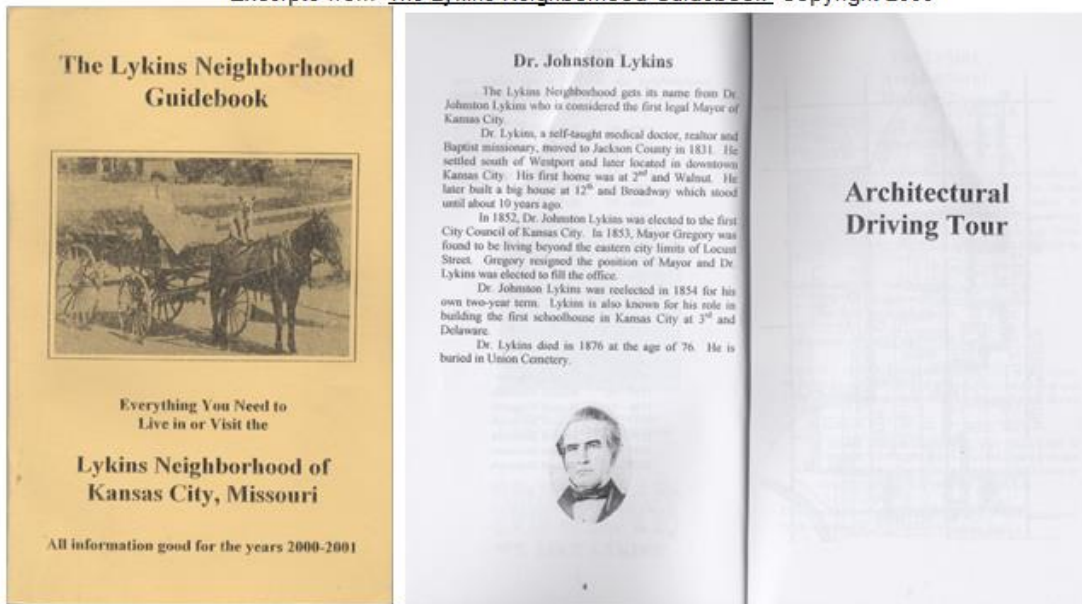 Excerpts from "The Lykins Neighborhood Guidebook" Copyright 2000
The Lykins Neighborhood
Guidebook
Everything You Need to
Live in or Visit the
Lykins Neighborhood of
Kansas City, Missouri
All information good for the years 2000-2001
Dr. Johnston Lykins
The Lykins Neighborhood gets its name from Dr.
Johnston Lykins who is considered the first legal Mayor of
Kansas City.
Dr. Lykins, a self-taught medical doctor, realtor and
Baptist missionary, moved to Jackson County in 1831. He
settled south of Westport and later located in downtown
Kansas City. His first home was at 2nd and Walnut. He
later built a big house at 12th and Broadway which stood
until about 10 years ago.
In 1852, Dr. Johnston Lykins was elected to the first
City Council of Kansas City. In 1853, Mayor Gregory was
found to be living beyond the eastern city limits of Locust
Street. Gregory resigned the position of Mayor and Dr.
Lykins was elected to fill the office.
Dr. Johnston Lykins was reelected in 1854 for his
own two-year term. Lykins is also known for his role in
building the first schoolhouse in Kansas City at 3rd and
Delaware.
Dr. Lykins died in 1876 at the age of 76. He is
buried in Union Cemetery.
4
Architectural
Driving Tour